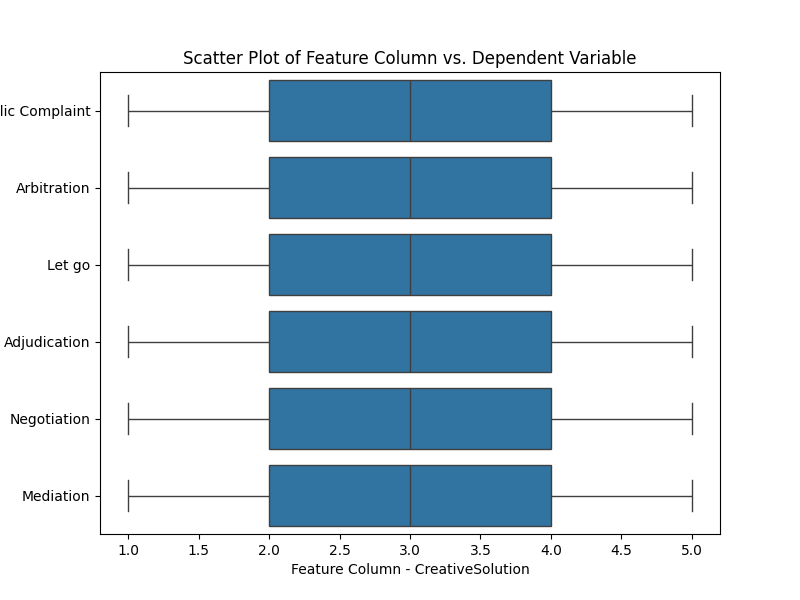 Scatter Plot of Feature Column vs. Dependent Variable
lic Complaint
Arbitration
Let go
Adjudication
Negotiation
Mediation
1.0 1.5 2.0 2.5 3.0 3.5 4.0 4.5 5.0
Feature Column - CreativeSolution